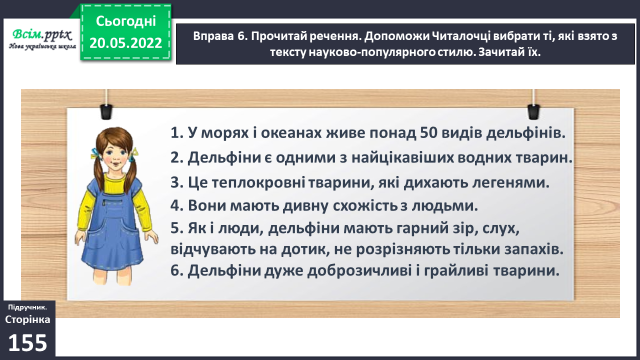 Всім.pptx
Нова українська школа
Сьогодні
20.05.2022
Вправа 6. Прочитай речення. Допоможи Читалочці вибрати ті, які взято з
тексту науково-популярного стилю. Зачитай їх.
1. У морях і океанах живе понад 50 видів дельфінів.
2. Дельфіни є одними з найцікавіших водних тварин.
3. Це теплокровні тварини, які дихають легенями.
4. Вони мають дивну схожість з людьми.
5. Як і люди, дельфіни мають гарний зір, слух,
відчувають на дотик, не розрізняють тільки запахів.
6. Дельфіни дуже доброзичливі і грайливі тварини.
Підручник.
Сторінка
155